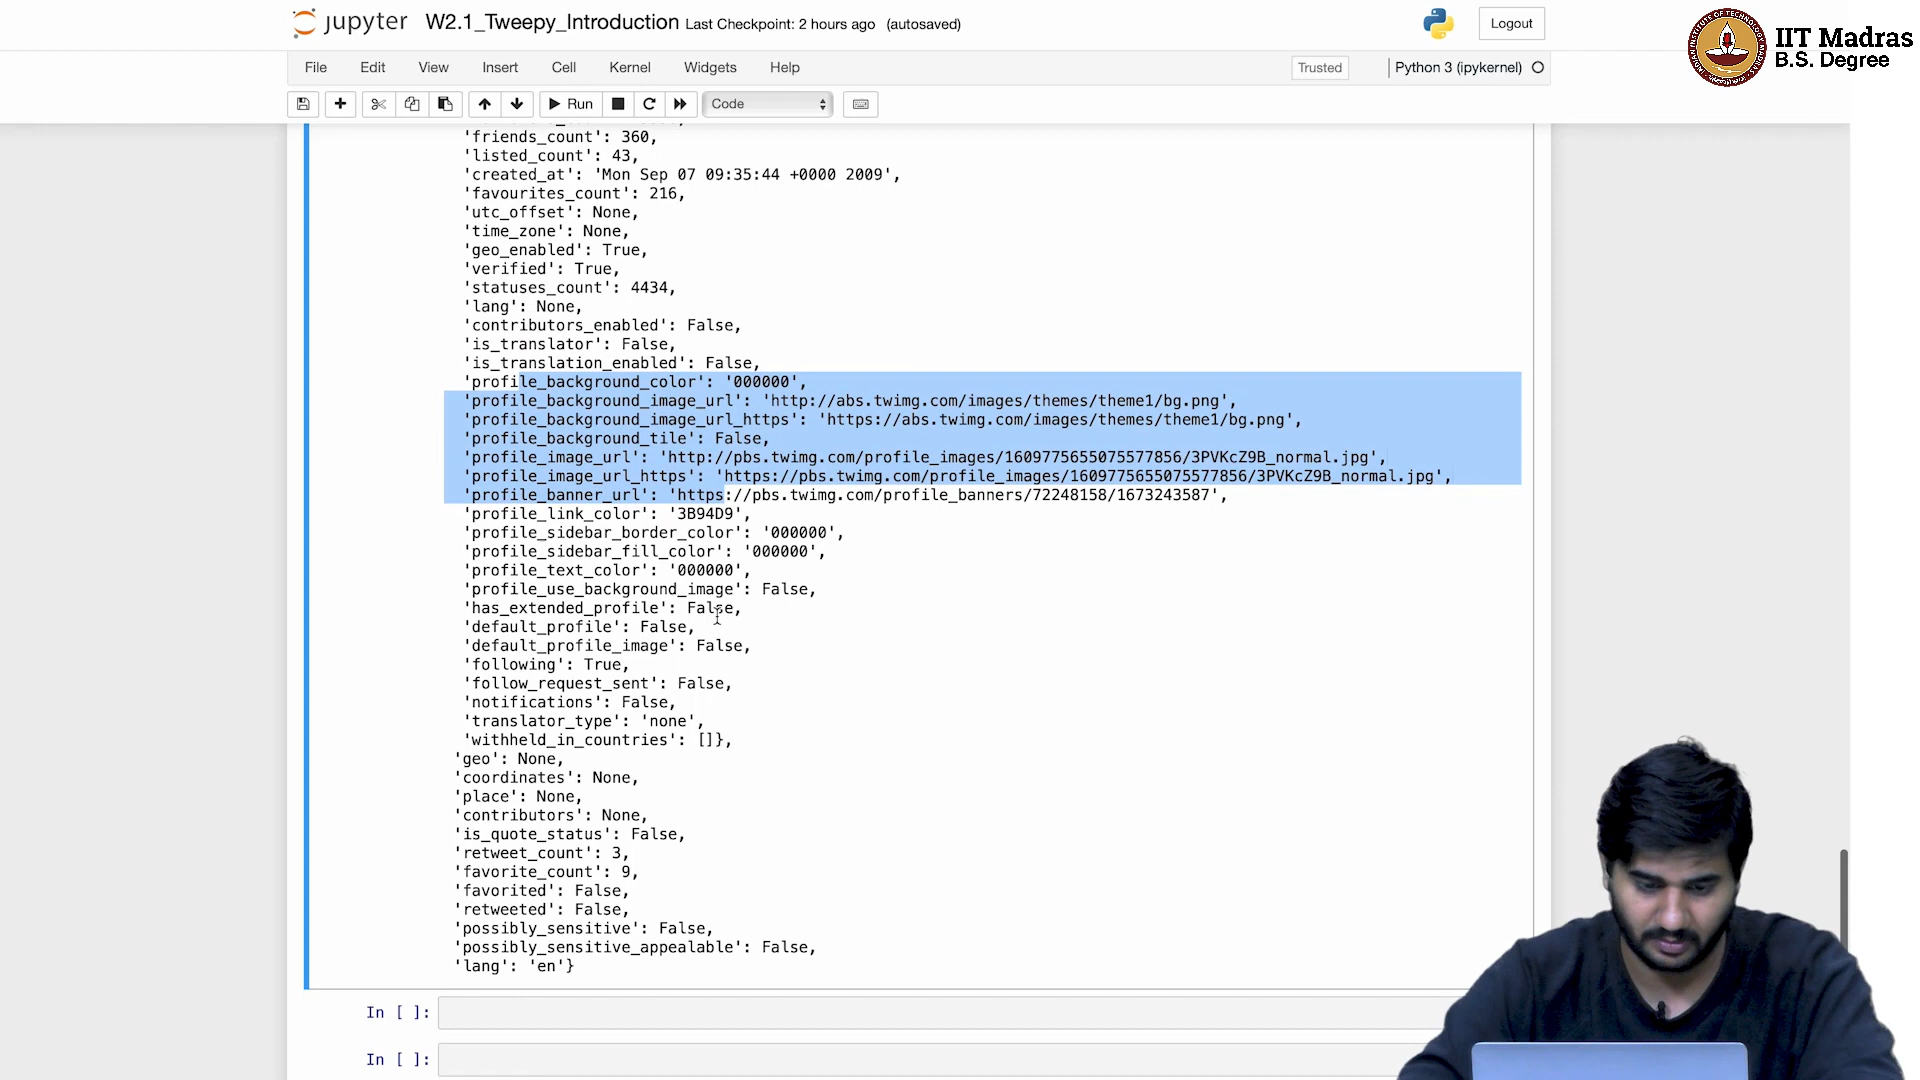 jupyter W2.1_Tweepy_Introduction Last Checkpoint: 2 hours ago (autosaved)
Logout
IIT Madras
B.S. Degree
File Edit View Insert Cell Kernel Widgets Help
Trusted
Python 3 (ipykernel)
Run
Code
'friends_count': 360,
'listed_count': 43,
'created_at': 'Mon Sep 07 09:35:44 +0000 2009',
'favourites_count': 216,
'utc_offset': None,
'time_zone': None,
'geo_enabled': True,
'verified': True,
'statuses_count': 4434,
'lang': None,
'contributors_enabled': False,
'is_translator': False,
'is_translation_enabled': False,
'profile_background_color': '000000',
'profile_background_image_url': 'http://abs.twimg.com/images/themes/theme1/bg.png',
'profile_background_image_url_https': 'https://abs.twimg.com/images/themes/theme1/bg.png',
'profile_background_tile': False,
'profile_image_url': 'http://pbs.twimg.com/profile_images/1609775655075577856/3PVKcZ9B_normal.jpg',
'profile_image_url_https': 'https://pbs.twimg.com/profile_images/1609775655075577856/3PVKcZ9B_normal.jpg',
'profile_banner_url': 'https://pbs.twimg.com/profile_banners/72248158/1673243587',
'profile_link_color': '3B94D9',
'profile_sidebar_border_color': '000000',
'profile_sidebar_fill_color': '000000',
'profile_text_color': '000000',
'profile_use_background_image': False,
'has_extended_profile': False,
'default_profile': False,
'default_profile_image': False,
'following': True,
'follow_request_sent': False,
'notifications': False,
'translator_type': 'none',
'withheld_in_countries': []},
'geo': None,
'coordinates': None,
'place': None,
'contributors': None,
'is_quote_status': False,
'retweet_count': 3,
'favorite_count': 9,
'favorited': False,
'retweeted': False,
'possibly_sensitive': False,
'possibly_sensitive_appealable': False,
'lang': 'en'}
In [ ]:
In [ ]: